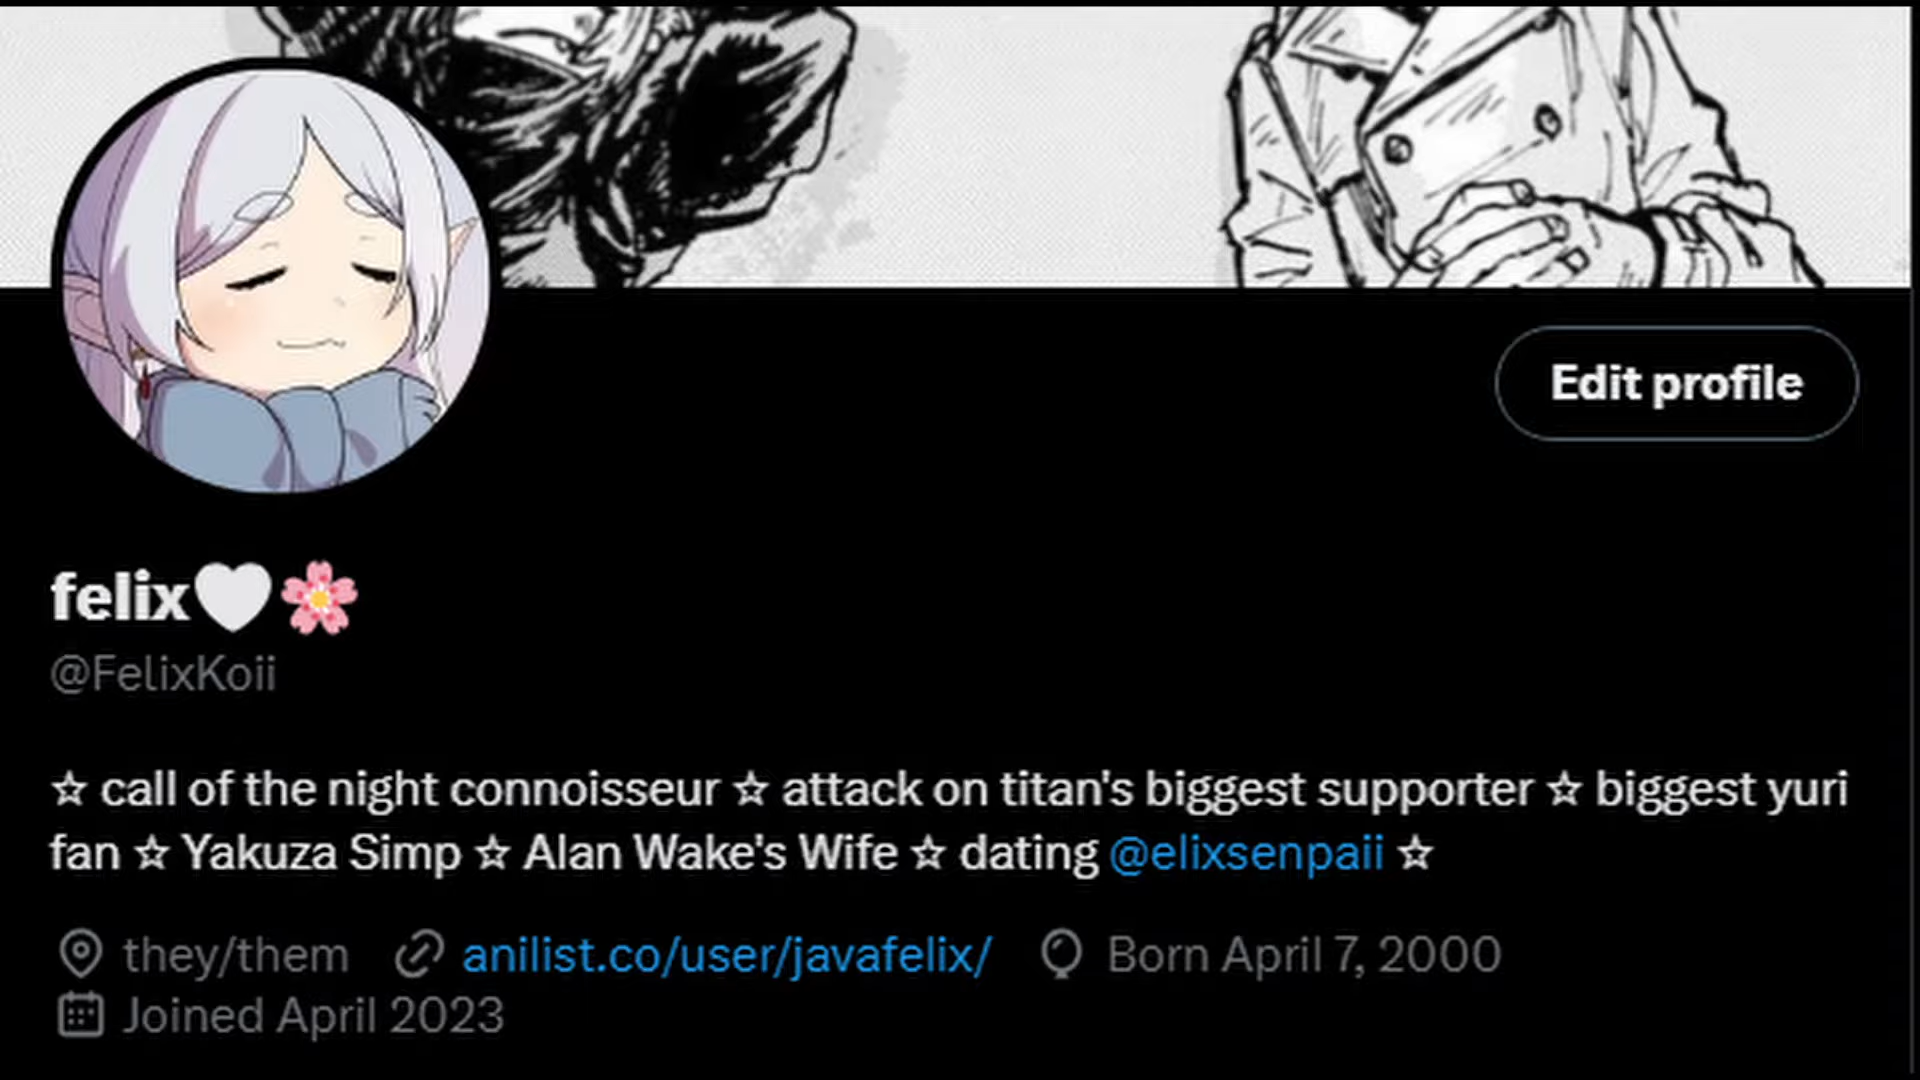 Edit profile
felix🤍🌸
@FelixKoii
☆ call of the night connoisseur ☆ attack on titan's biggest supporter ☆ biggest yuri
fan ☆ Yakuza Simp ☆ Alan Wake's Wife ☆ dating @elixsenpaii ☆
they/them anilist.co/user/javafelix/ Born April 7, 2000
Joined April 2023